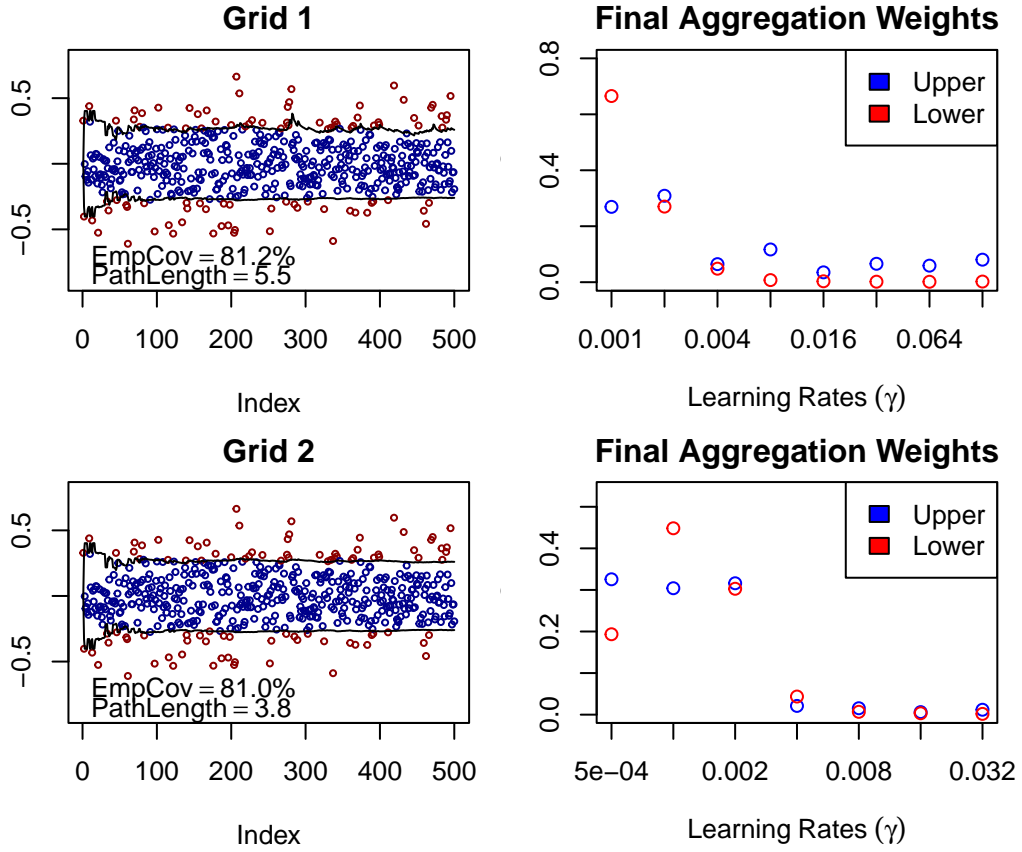 Grid 1
0.5
-0.5
EmpCov = 81.2%
PathLength = 5.5
0 100 200 300 400 500
Index
Final Aggregation Weights
0.8
0.4
0.0
Upper
Lower
0.001 0.004 0.016 0.064
Learning Rates (γ)
Grid 2
0.5
-0.5
EmpCov = 81.0%
PathLength = 3.8
0 100 200 300 400 500
Index
Final Aggregation Weights
0.4
0.2
0.0
Upper
Lower
5e-04 0.002 0.008 0.032
Learning Rates (γ)